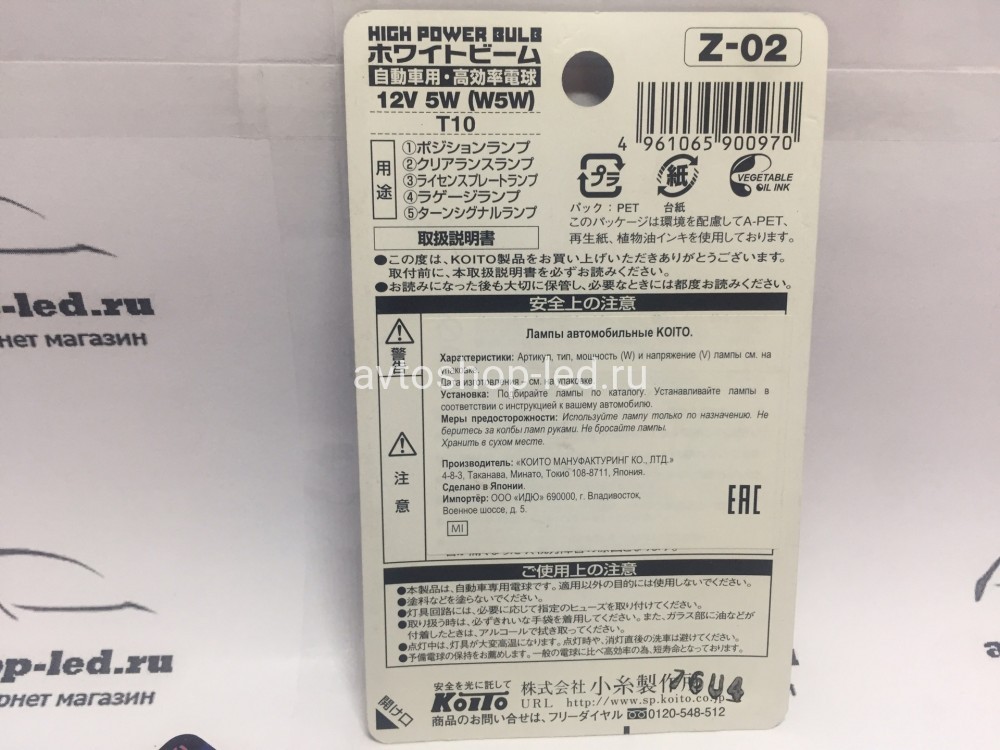 HIGH POWER BULB
ホワイトビーム
自動車用・高効率電球
12V 5W (W5W)
T10
Z-02
4 961065 900970
用途
①ポジションランプ
②クリアランスランプ
③ライセンスプレートランプ
④ラゲージランプ
⑤ターンシグナルランプ
プラ
紙
VEGETABLE
OIL INK
パック：PET
台紙
このパッケージは環境を配慮してA-PET、
再生紙、植物油インキを使用しております。
取扱説明書
●この度は、KOITO製品をお買い上げいただきありがとうございます。
取付前に、本取扱説明書を必ずお読みください。
●お読みになった後も大切に保管し、必要なときには都度お読みください。
安全上の注意
警告
注意
Лампы автомобильные KOITO.
Характеристики: Артикул, тип, мощность (W) и напряжение (V) лампы см. на
упаковке.
Дата изготовления - см. на упаковке
Установка: Подбирайте лампы по каталогу. Устанавливайте лампы в
соответствии с инструкцией к вашему автомобилю.
Меры предосторожности: Используйте лампу только по назначению. Не
беритесь за колбы ламп руками. Не бросайте лампы.
Хранить в сухом месте.
Производитель: «КОИТО МАНУФАКТУРИНГ КО., ЛТД.»
4-8-3, Таканава, Минато, Токио 108-8711, Япония.
Сделано в Японии.
Импортёр: ООО «ИДЮ» 690000, г. Владивосток,
Военное шоссе, д. 5.
MI
EAC
ご使用上の注意
●本製品は、自動車専用電球です。適用以外の目的には使用しないでください。
●塗料などを塗らないでください。
●灯具回路には、必要に応じて指定のヒューズを取り付けてください。
●取り扱う時は、必ずきれいな手袋を着用してください。また、ガラス部に油などが
付着したときは、アルコールで拭き取ってください。
●点灯中は、灯具が大変高温になります。点灯時や、消灯直後の洗車は避けてください。
●予備電球の保持をお薦めします。一般の電球に比べ高効率の為、短寿命となっております。
開け口
安全を光に託して
KOITO
株式会社 小糸製作所
76U4
URL http://www.sp.koito.co.jp
商品のお問い合せは、フリーダイヤル 0120-548-512
avtoshop-led.ru
p-led.ru
рнет магазин
op-led.ru
рнет магазин